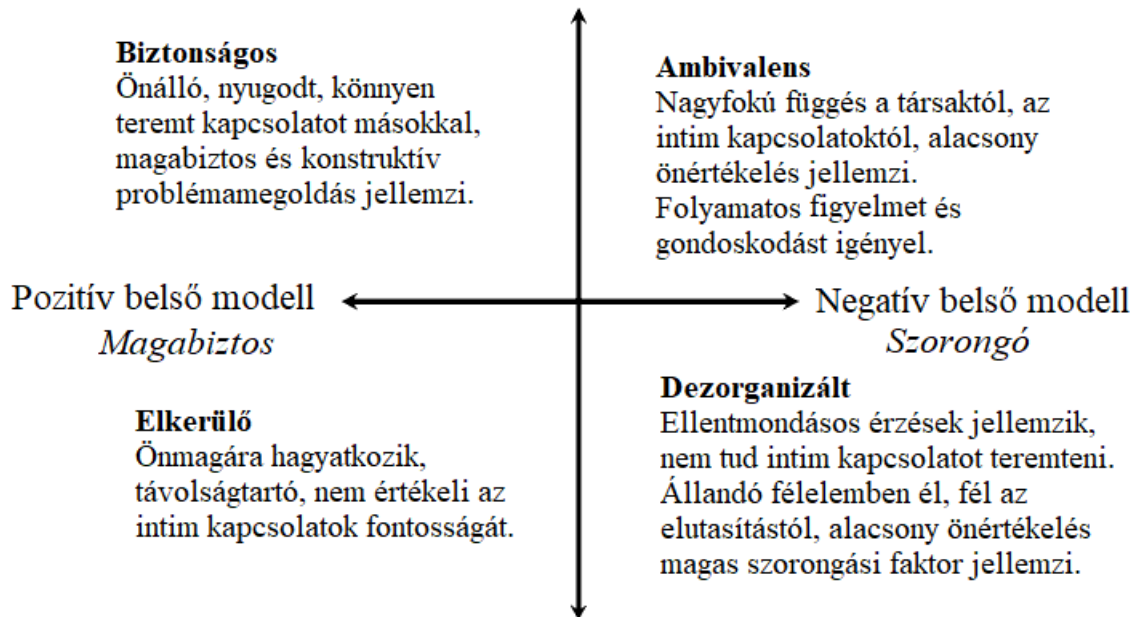 Biztonságos
Önálló, nyugodt, könnyen
teremt kapcsolatot másokkal,
magabiztos és konstruktív
problémamegoldás jellemzi.
Ambivalens
Nagyfokú függés a társaktól, az
intim kapcsolatoktól, alacsony
önértékelés jellemzi.
Folyamatos figyelmet és
gondoskodást igényel.
Pozitív belső modell
Magabiztos
Negatív belső modell
Szorongó
Elkerülő
Önmagára hagyatkozik,
távolságtartó, nem értékeli az
intim kapcsolatok fontosságát.
Dezorganizált
Ellentmondásos érzések jellemzik,
nem tud intim kapcsolatot teremteni.
Állandó félelemben él, fél az
elutasítástól, alacsony önértékelés
magas szorongási faktor jellemzi.